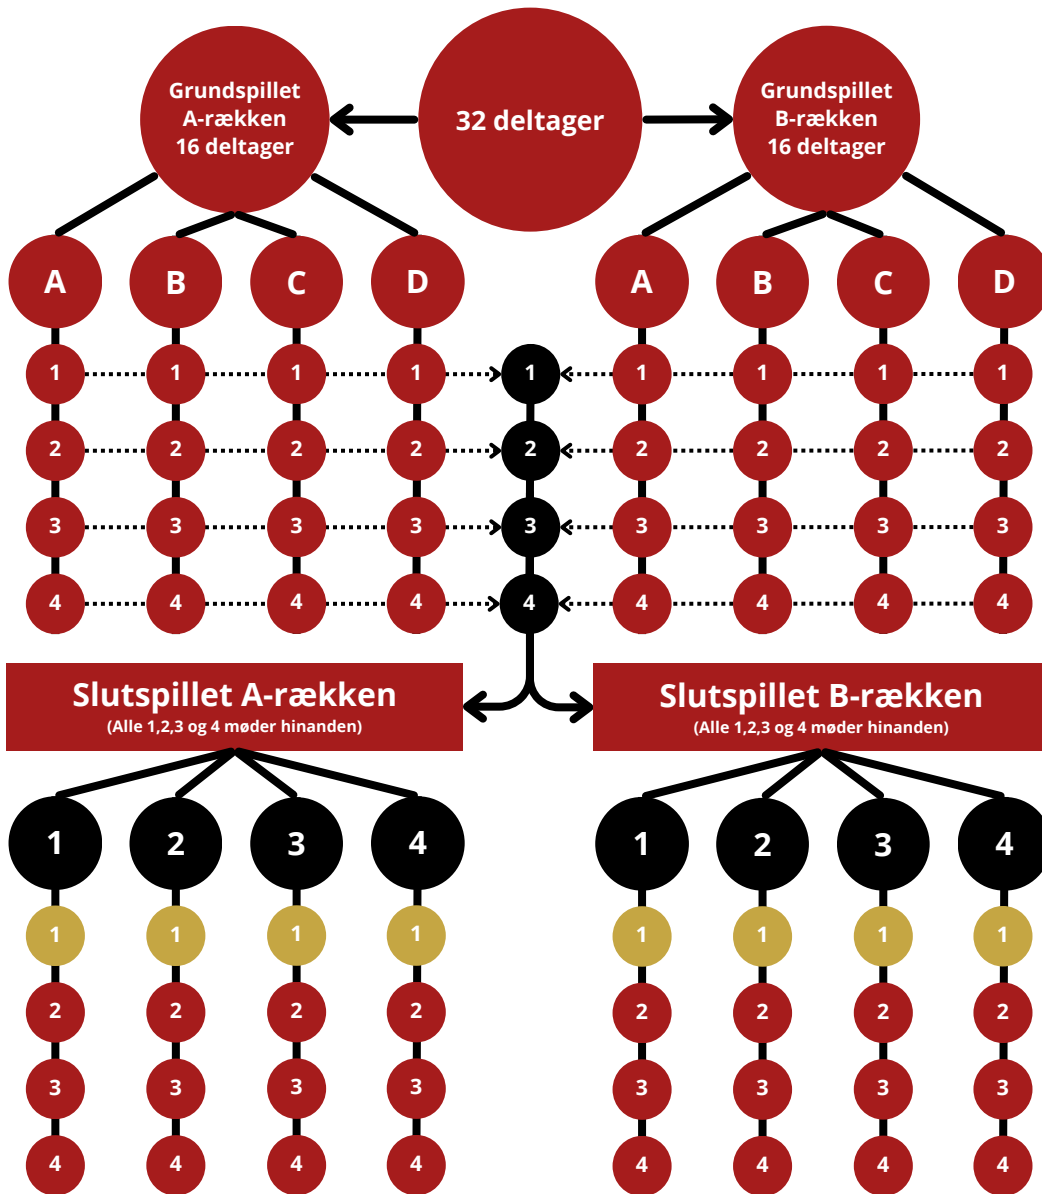 32 deltager
Grundspillet
A-rækken
16 deltager
Grundspillet
B-rækken
16 deltager
A B C D A B C D
1 1 1 1 1 1 1 1 1
2 2 2 2 2 2 2 2 2
3 3 3 3 3 3 3 3 3
4 4 4 4 4 4 4 4 4
Slutspillet A-rækken
(Alle 1,2,3 og 4 møder hinanden)
Slutspillet B-rækken
(Alle 1,2,3 og 4 møder hinanden)
1 2 3 4 1 2 3 4
1 1 1 1 1 1 1 1
2 2 2 2 2 2 2 2
3 3 3 3 3 3 3 3
4 4 4 4 4 4 4 4